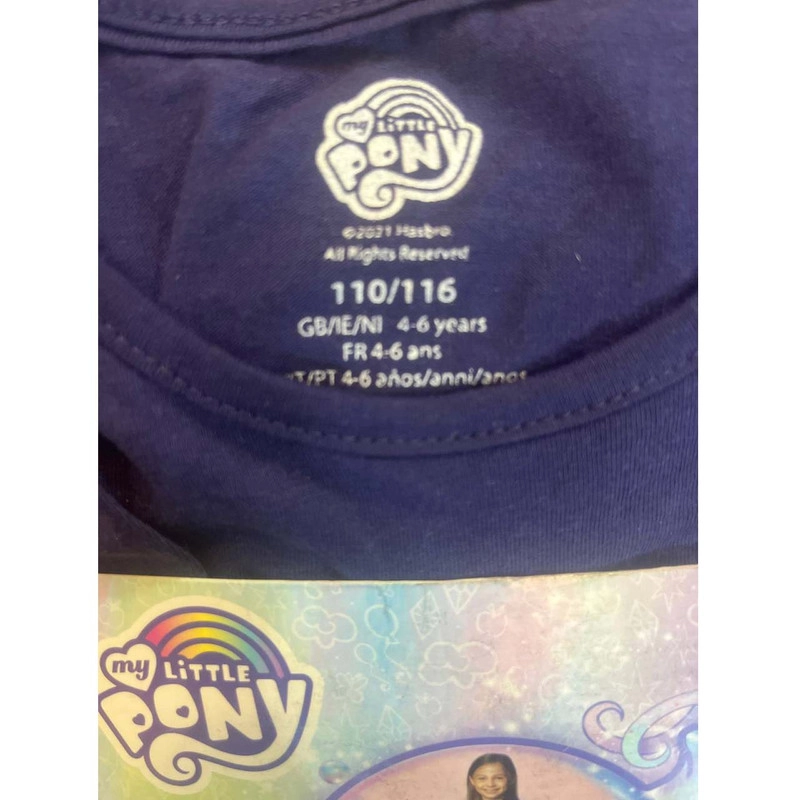 my LiTTLE
PONY
©2021 Hasbro.
All Rights Reserved
110/116
GB/IE/NI 4-6 years
FR 4-6 ans
/PT 4-6 años/anni/anos
my LiTTLE
PONY